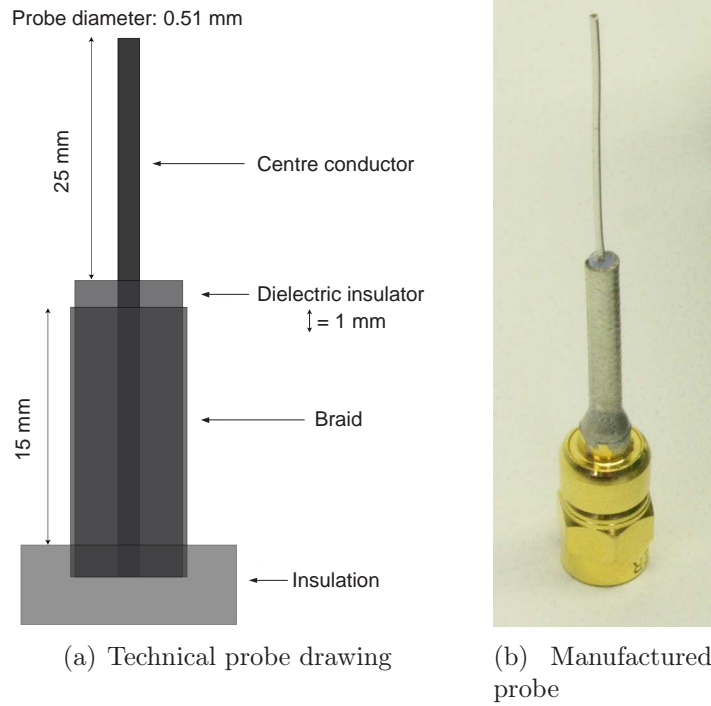 Probe diameter: 0.51 mm
25 mm
Centre conductor
Dielectric insulator
= 1 mm
15 mm
Braid
Insulation
(a) Technical probe drawing
(b) Manufactured
probe